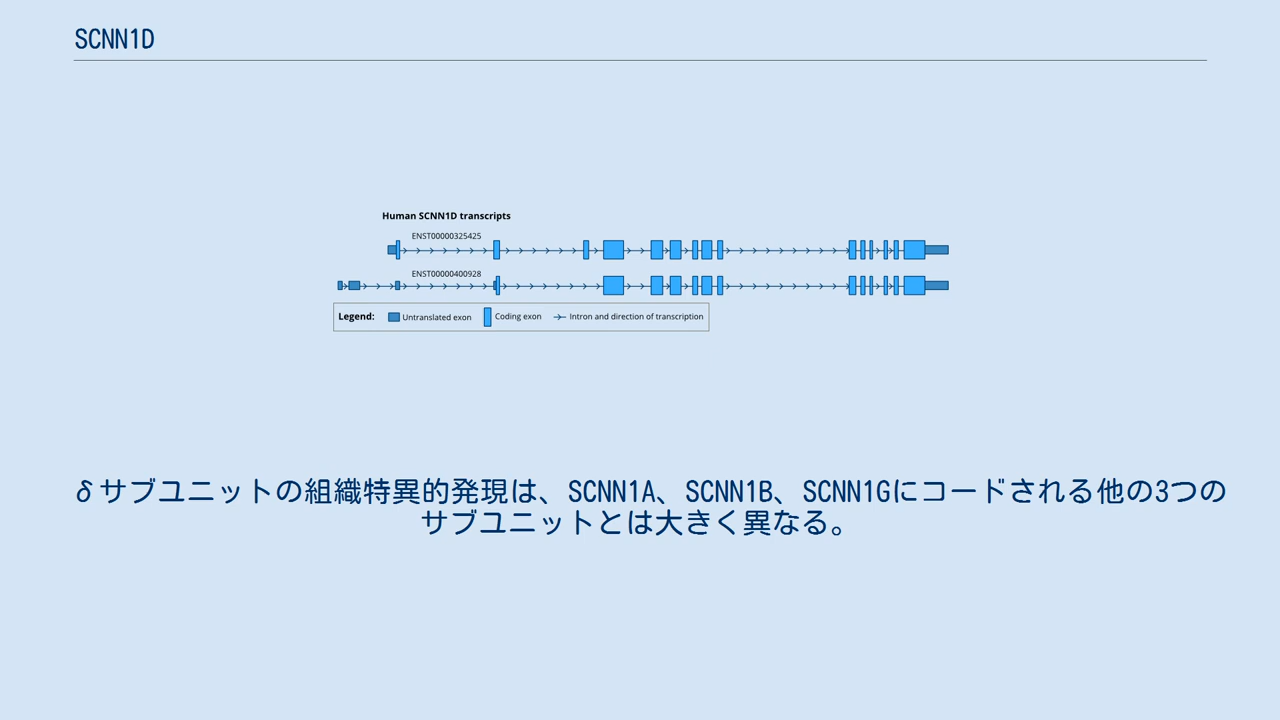 SCNN1D
Human SCNN1D transcripts
ENST00000325425
ENST00000400928
Legend: Untranslated exon Coding exon Intron and direction of transcription
δサブユニットの組織特異的発現は、SCNN1A、SCNN1B、SCNN1Gにコードされる他の3つの
サブユニットとは大きく異なる。